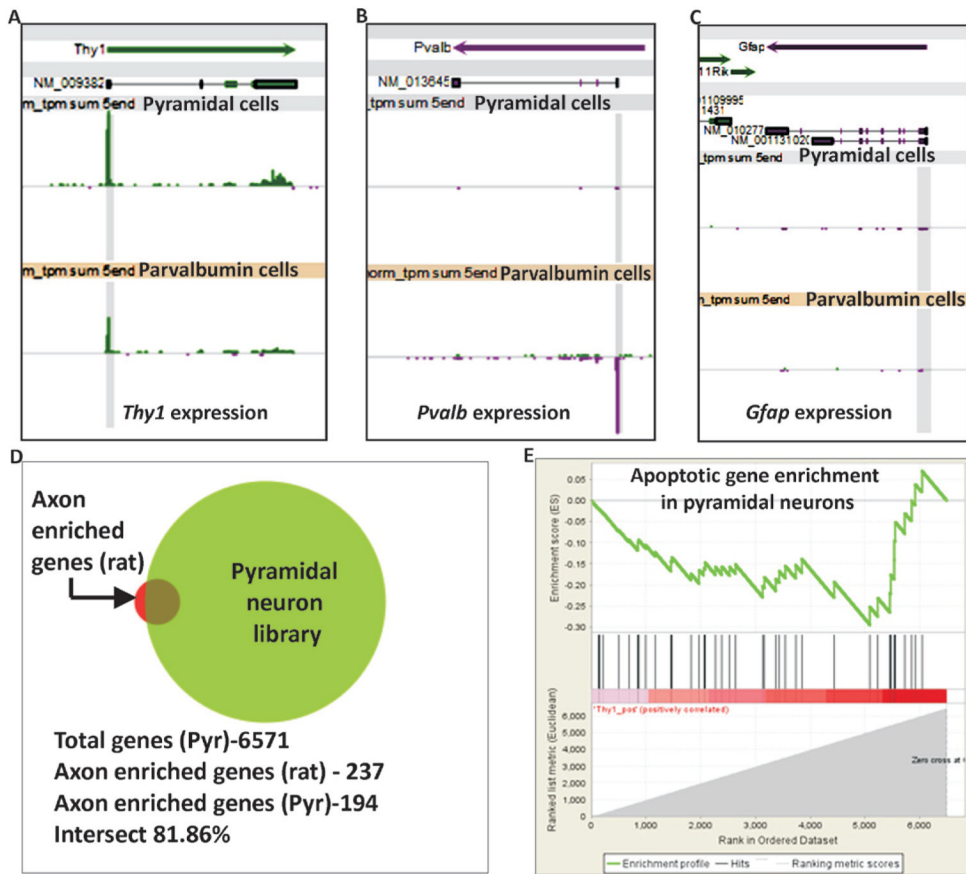 A
Thy1
NM_009382
m_tpm sum 5end Pyramidal cells
m_tpm sum 5end Parvalbumin cells
Thy1 expression
B
Pvalb
NM_013645
m_tpm sum 5end Pyramidal cells
norm_tpm sum 5end Parvalbumin cells
Pvalb expression
C
Gfap
11Rik
01109995
1431
NM_010277
NM_00113102
m_tpm sum 5end Pyramidal cells
m_tpm sum 5end Parvalbumin cells
Gfap expression
D
Axon
enriched
genes (rat)
Pyramidal
neuron
library
Total genes (Pyr)-6571
Axon enriched genes (rat) - 237
Axon enriched genes (Pyr)-194
Intersect 81.86%
E
Apoptotic gene enrichment
in pyramidal neurons
Enrichment score (ES)
0.05
0.00
-0.05
-0.10
-0.15
-0.20
-0.25
-0.30
'Thy1_pos' (positively correlated)
Ranked list metric (Euclidean)
6,000
5,000
4,000
3,000
2,000
1,000
0
Zero cross at
0 1,000 2,000 3,000 4,000 5,000 6,000
Rank in Ordered Dataset
Enrichment profile Hits Ranking metric scores